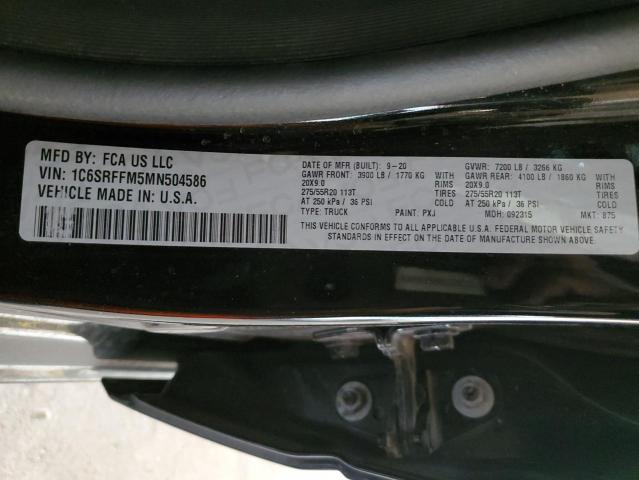 MFD BY: FCA US LLC
VIN: 1C6SRFFM5MN504586
VEHICLE MADE IN: U.S.A.
DATE OF MFR (BUILT): 9-20 GVWR: 7200 LB / 3266 KG
GAWR FRONT: 3900 LB / 1770 KG RIMS GAWR REAR: 4100 LB / 1860 KG RIMS
20X9.0 TIRES 20X9.0 TIRES
275/55R20 113T COLD 275/55R20 113T COLD
AT 250 kPa / 36 PSI AT 250 kPa / 36 PSI
TYPE: TRUCK PAINT: PXJ MDH: 092315 MKT: 875
THIS VEHICLE CONFORMS TO ALL APPLICABLE U.S.A. FEDERAL MOTOR VEHICLE SAFETY
STANDARDS IN EFFECT ON THE DATE OF MANUFACTURE SHOWN ABOVE.